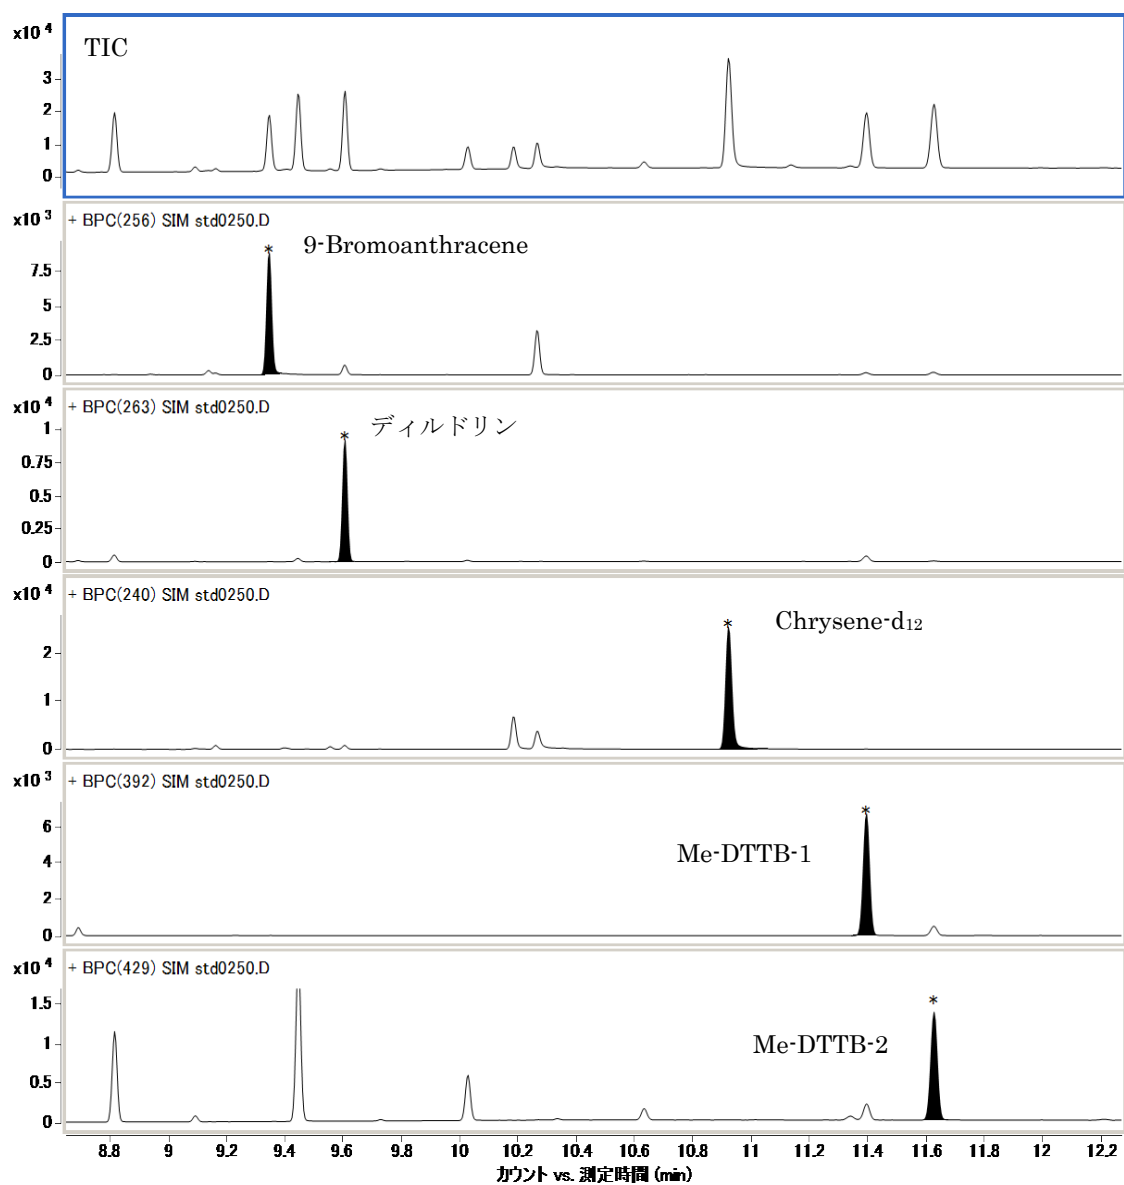 x10 4
TIC
3
2
1
0
x10 3
+ BPC(256) SIM std0250.D
9-Bromoanthracene
*
7.5
5
2.5
0
x10 4
+ BPC(263) SIM std0250.D
ディルドリン
*
1
0.75
0.5
0.25
0
x10 4
+ BPC(240) SIM std0250.D
Chrysene-d12
*
2
1
0
x10 3
+ BPC(392) SIM std0250.D
*
6
Me-DTTB-1
4
2
0
x10 4
+ BPC(429) SIM std0250.D
*
1.5
Me-DTTB-2
1
0.5
0
8.8 9 9.2 9.4 9.6 9.8 10 10.2 10.4 10.6 10.8 11 11.2 11.4 11.6 11.8 12 12.2
カウント vs. 測定時間 (min)